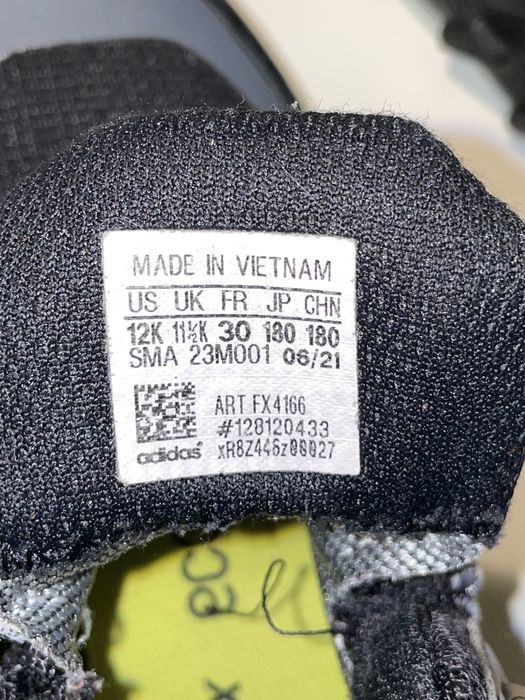 MADE IN VIETNAM
US UK FR JP CHN
12K 11½K 30 180 180
SMA 23M001 06/21
ART FX4166
#128120433
adidas xR8Z446z00027
ec
x